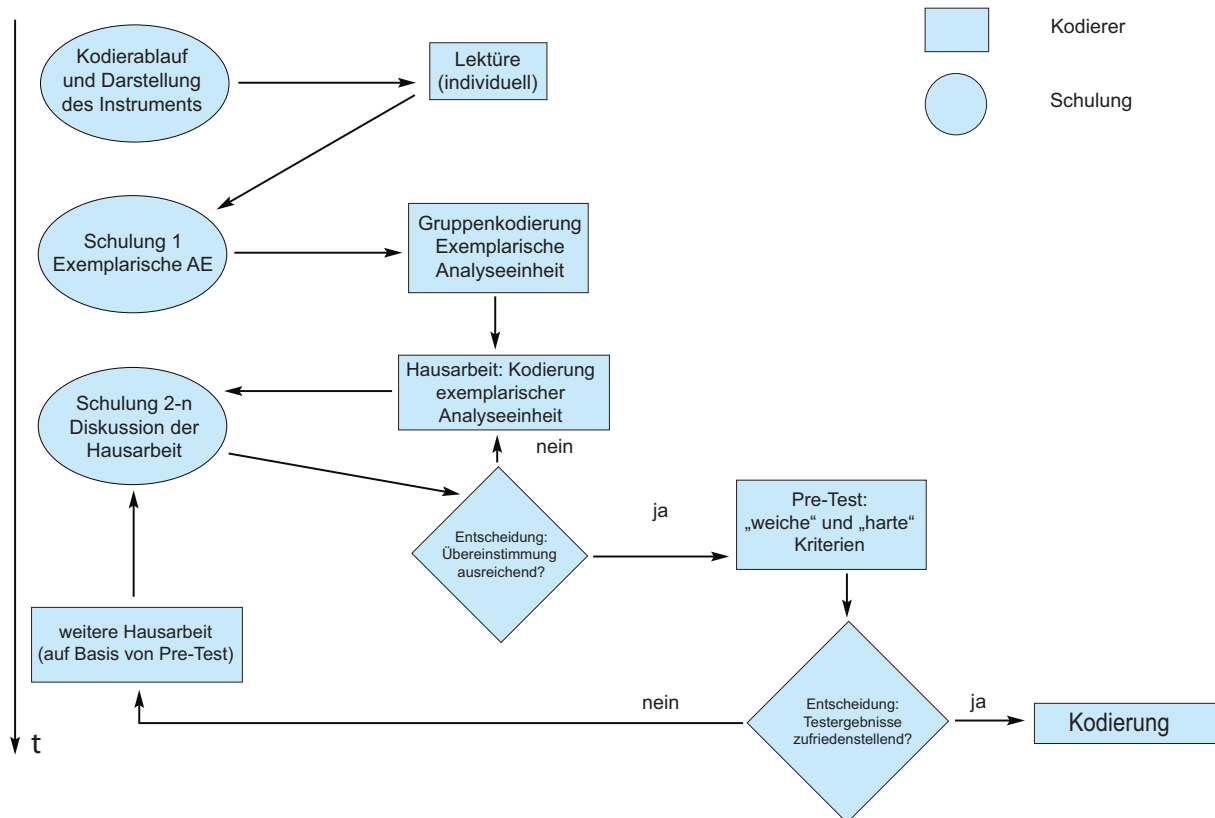 Kodierablauf
und Darstellung
des Instruments
Lektüre
(individuell)
Kodierer
Schulung
Schulung 1
Exemplarische AE
Gruppenkodierung
Exemplarische
Analyseeinheit
Hausarbeit: Kodierung
exemplarischer
Analyseeinheit
Schulung 2-n
Diskussion der
Hausarbeit
nein
Entscheidung:
Übereinstimmung
ausreichend?
ja
Pre-Test:
„weiche“ und „harte“
Kriterien
weitere Hausarbeit
(auf Basis von Pre-Test)
nein
Entscheidung:
Testergebnisse
zufriedenstellend?
ja
Kodierung
t